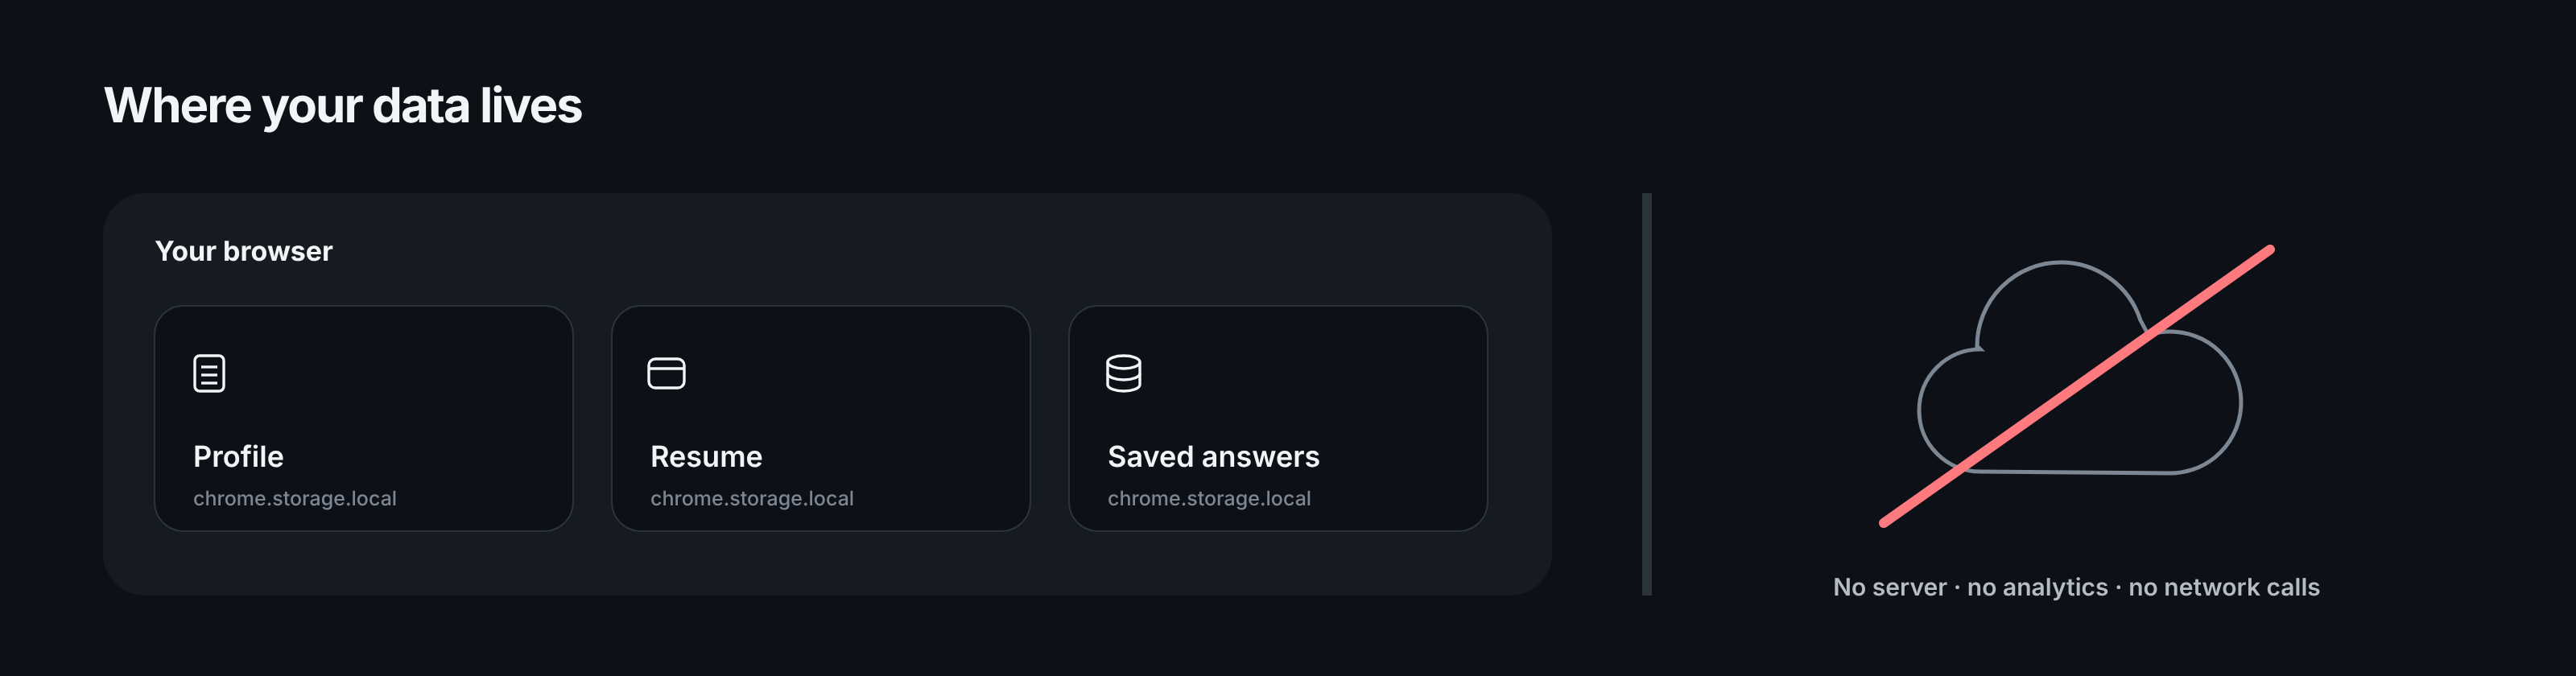 Where your data lives
Your browser
Profile
chrome.storage.local
Resume
chrome.storage.local
Saved answers
chrome.storage.local
No server · no analytics · no network calls